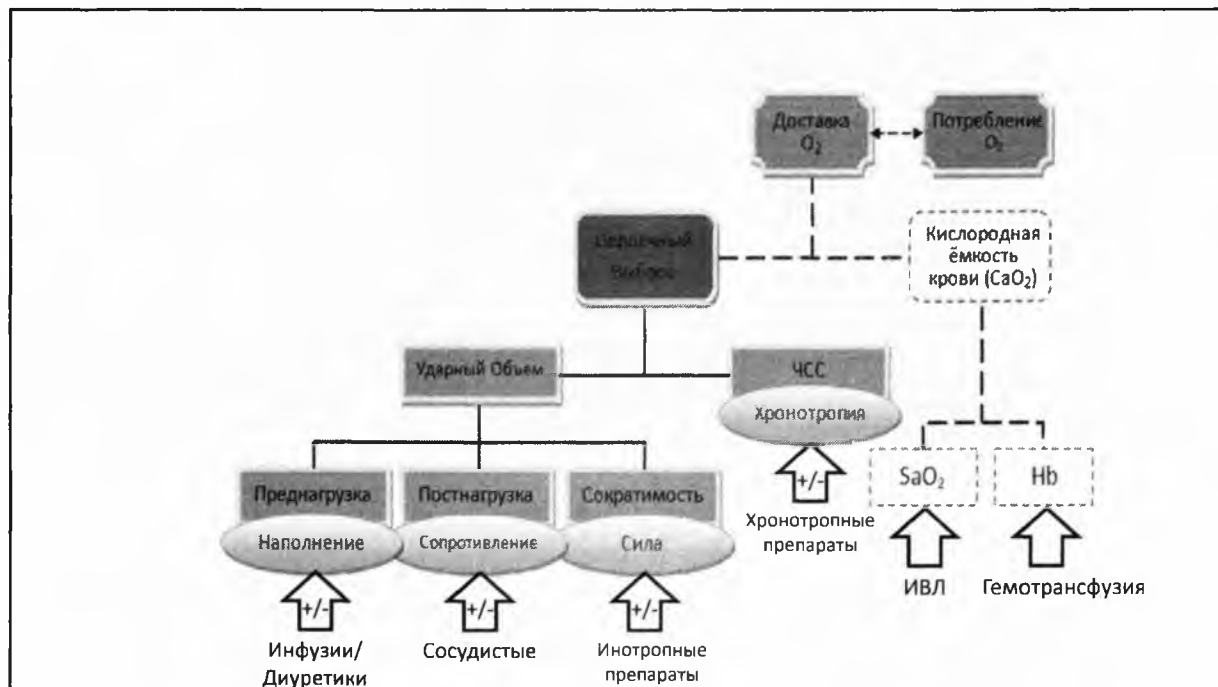 Доставка
O₂
Потребление
O₂
Сердечный
Выброс
Кислородная
ёмкость
крови (CaO₂)
Ударный Объем
ЧСС
Хронотропия
+/-
Хронотропные
препараты
SaO₂
Hb
ИВЛ
Гемотрансфузия
Преднагрузка
Наполнение
+/-
Инфузии/
Диуретики
Постнагрузка
Сопротивление
+/-
Сосудистые
Сократимость
Сила
+/-
Инотропные
препараты